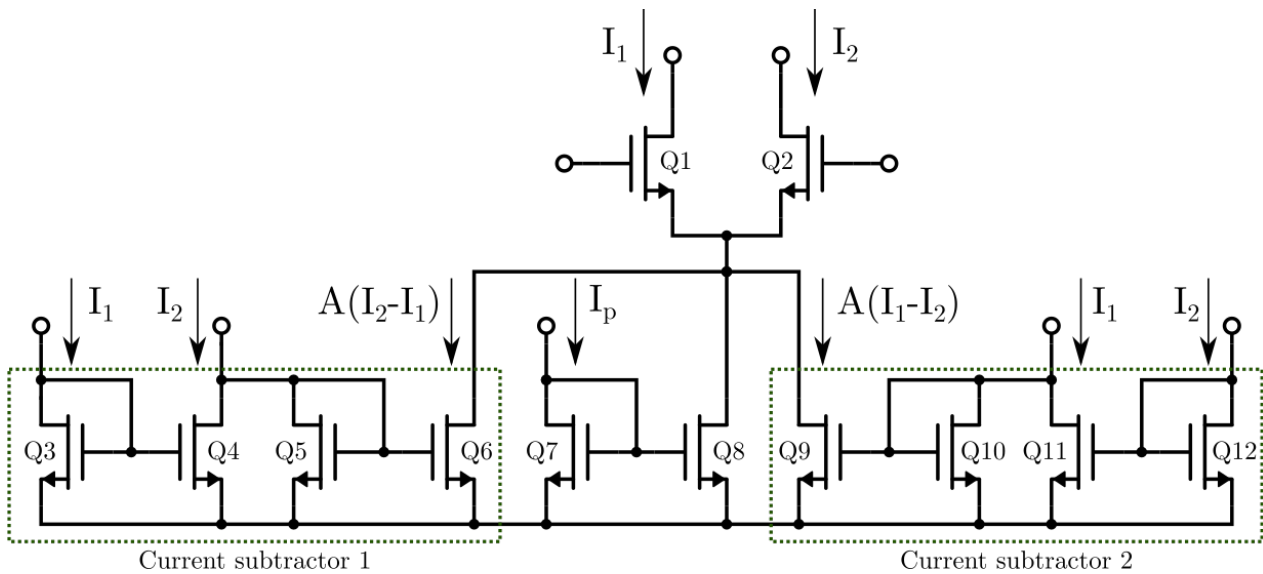 I₁
I₂
Q1
Q2
I₁
I₂
A(I₂-I₁)
Iₚ
A(I₁-I₂)
I₁
I₂
Q3
Q4
Q5
Q6
Q7
Q8
Q9
Q10
Q11
Q12
Current subtractor 1
Current subtractor 2